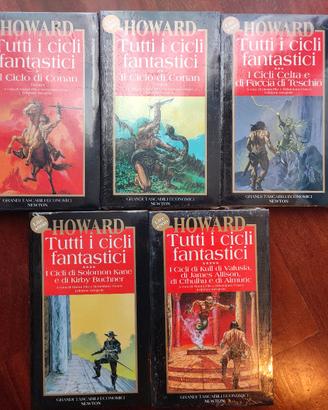 HOWARD
Tutti i cicli
fantastici
Il Ciclo di Conan
GRANDI TASCABILI ECONOMICI
NEWTON
HOWARD
Tutti i cicli
fantastici
Il Ciclo di Conan
GRANDI TASCABILI ECONOMICI
NEWTON
HOWARD
Tutti i cicli
fantastici
I Cicli Celta e
di Faccia di Teschio
GRANDI TASCABILI ECONOMICI
NEWTON
HOWARD
Tutti i cicli
fantastici
I Cicli di Solomon Kane
e di Kirby Buchner
GRANDI TASCABILI ECONOMICI
NEWTON
HOWARD
Tutti i cicli
fantastici
I Cicli di Kull di Valusia,
di James Allison,
di Cthulhu e di Almuric
GRANDI TASCABILI ECONOMICI
NEWTON